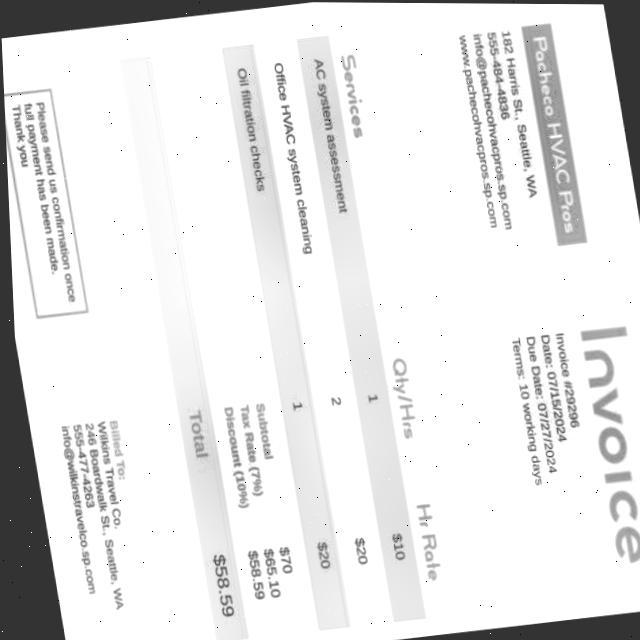 Pacheco HVAC Pros
182 Harris St., Seattle, WA
555-484-4836
info@pachecohvacpros.sp.com
www.pachecohvacpros.sp.com
Invoice
Invoice #29296
Date: 07/15/2024
Due Date: 07/27/2024
Terms: 10 working days
Services Qty/Hrs Hr Rate
AC system assessment 1 $10
Office HVAC system cleaning 2 $20
Oil filtration checks 1 $20
Subtotal $70
Tax Rate (7%) $65.10
Discount (10%) $58.59
Total $58.59
Please send us confirmation once
full payment has been made.
Thank you
Billed To:
Wilkins Travel Co.
246 Boardwalk St., Seattle, WA
555-477-4263
info@wilkinstravelco.sp.com